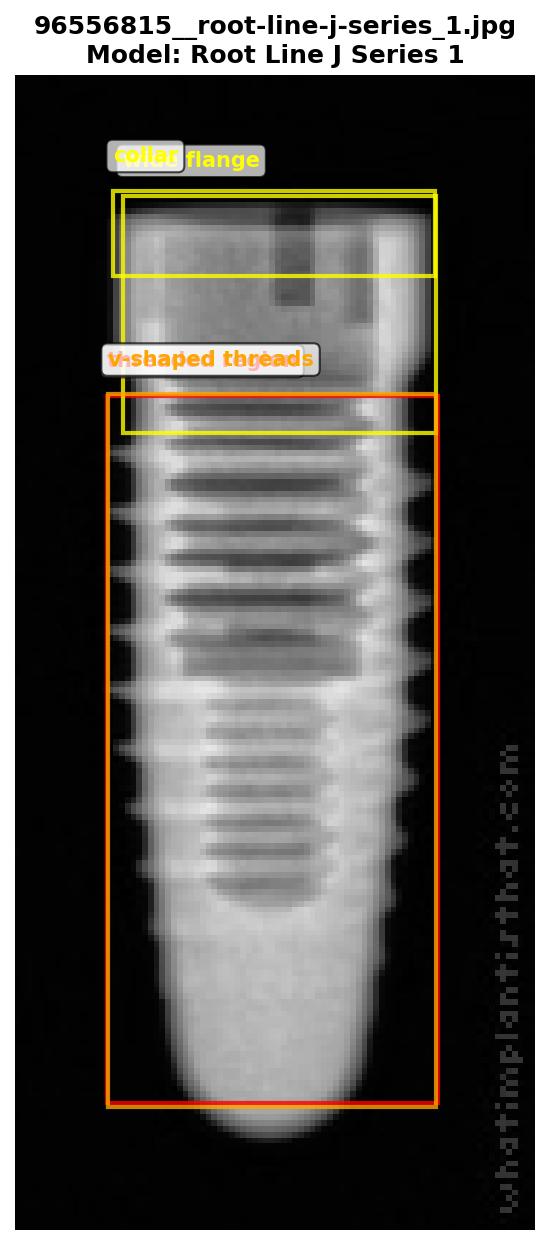 96556815__root-line-j-series_1.jpg
Model: Root Line J Series 1
collar
flange
v-shaped threads
whatimplantisthat.com